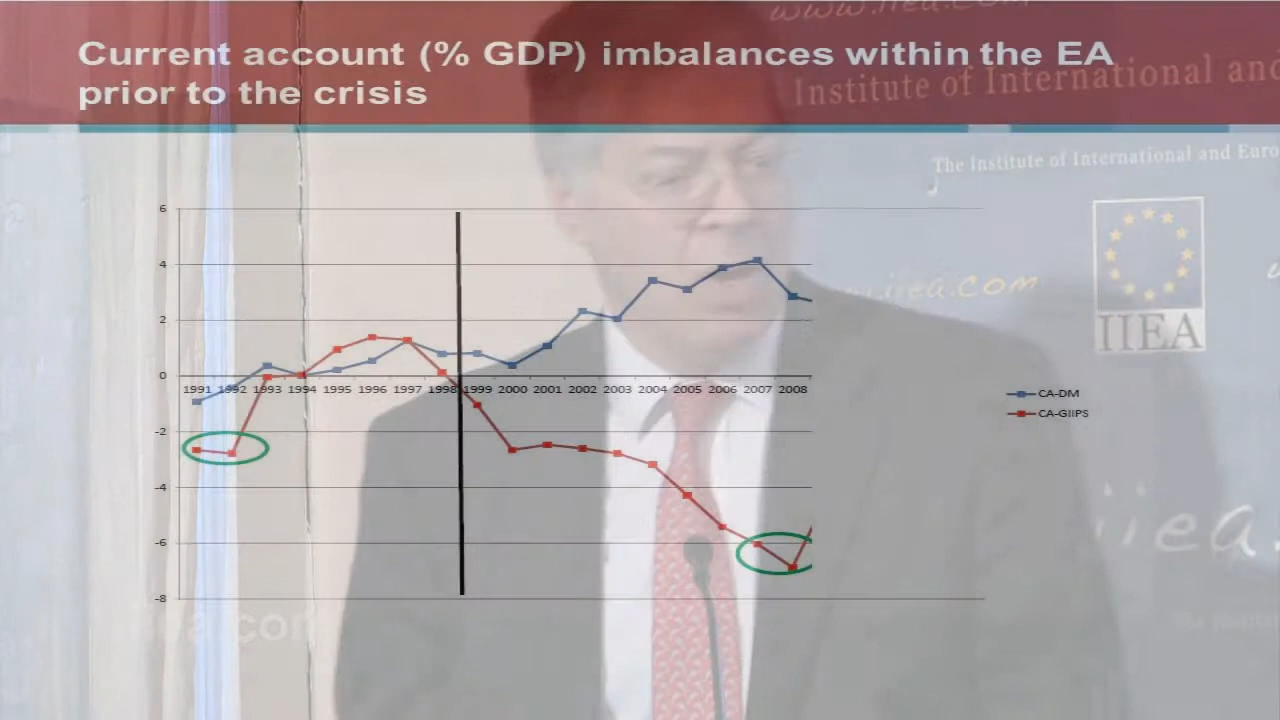 www.iiea.com
Current account (% GDP) imbalances within the EA
prior to the crisis
Institute of International and
The Institute of International and Euro
iiea.com
IIEA
6
4
2
0
-2
-4
-6
-8
1991 1992 1993 1994 1995 1996 1997 1998 1999 2000 2001 2002 2003 2004 2005 2006 2007 2008
CA-DM
CA-GIIPS
iiea.
iiea.com